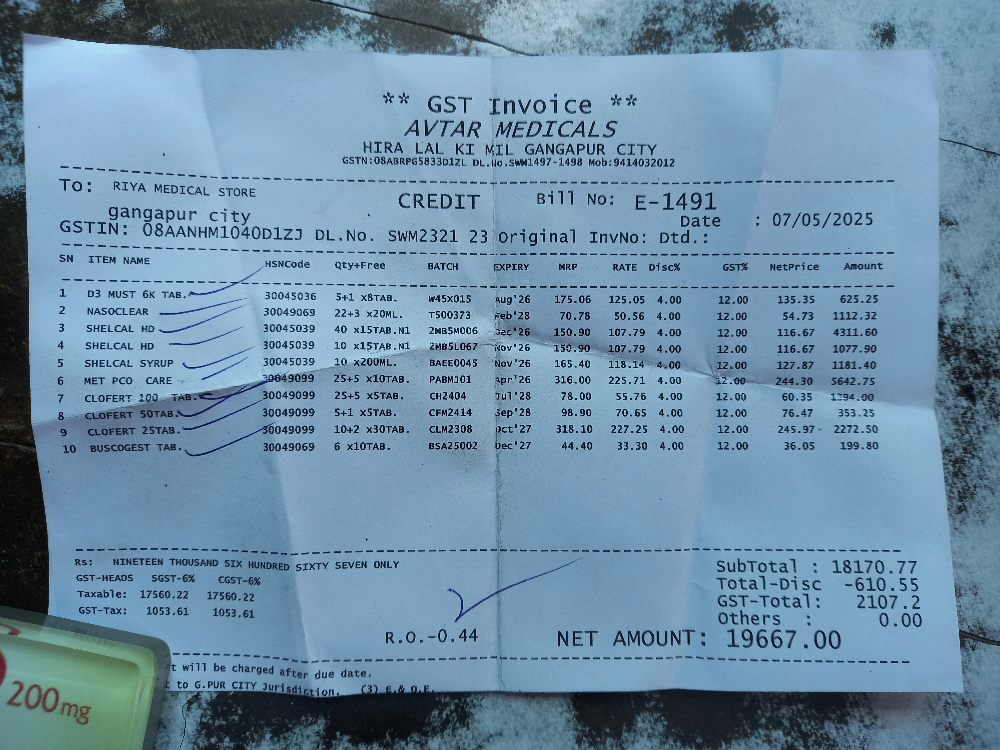 ** GST Invoice **
AVTAR MEDICALS
HIRA LAL KI MIL GANGAPUR CITY
GSTN:08ABRPG5833D1ZL DL.No.SWM1497-1498 Mob:9414032012
To: RIYA MEDICAL STORE
gangapur city
CREDIT Bill No: E-1491
Date : 07/05/2025
GSTIN: 08AANHM1040D1ZJ DL.No. SWM2321 23 Original InvNo: Dtd.:
SN ITEM NAME HSNCode Qty+Free BATCH EXPIRY MRP RATE Disc% GST% NetPrice Amount
1 D3 MUST 6K TAB. 30045036 5+1 x8TAB. W45X015 Aug'26 175.06 125.05 4.00 12.00 135.35 625.25
2 NASOCLEAR 30049069 22+3 x20ML. T500373 Feb'28 70.78 50.56 4.00 12.00 54.73 1112.32
3 SHELCAL HD 30045039 40 x15TAB.N1 2MB5M006 Dec'26 150.90 107.79 4.00 12.00 116.67 4311.60
4 SHELCAL HD 30045039 10 x15TAB.N1 2MB5L067 Nov'26 150.90 107.79 4.00 12.00 116.67 1077.90
5 SHELCAL SYRUP 30045039 10 x200ML. BAEE0045 Nov'26 165.40 118.14 4.00 12.00 127.87 1181.40
6 MET PCO CARE 30049099 25+5 x10TAB. PABM101 Apr'26 316.00 225.71 4.00 12.00 244.30 5642.75
7 CLOFERT 100 TAB. 30049099 25+5 x5TAB. CH2404 Jul'28 78.00 55.76 4.00 12.00 60.35 1394.00
8 CLOFERT 50TAB. 30049099 5+1 x5TAB. CFM2414 Sep'28 98.90 70.65 4.00 12.00 76.47 353.25
9 CLOFERT 25TAB. 30049099 10+2 x30TAB. CLM2308 Oct'27 318.10 227.25 4.00 12.00 245.97 2272.50
10 BUSCOGEST TAB. 30049069 6 x10TAB. BSA25002 Dec'27 44.40 33.30 4.00 12.00 36.05 199.80
Rs: NINETEEN THOUSAND SIX HUNDRED SIXTY SEVEN ONLY
GST-HEADS SGST-6% CGST-6%
Taxable: 17560.22 17560.22
GST-Tax: 1053.61 1053.61
SubTotal : 18170.77
Total-Disc -610.55
GST-Total: 2107.2
Others : 0.00
R.O.-0.44 NET AMOUNT: 19667.00
t will be charged after due date.
t to G.PUR CITY Jurisdiction. (3) E.& O.E.
200mg